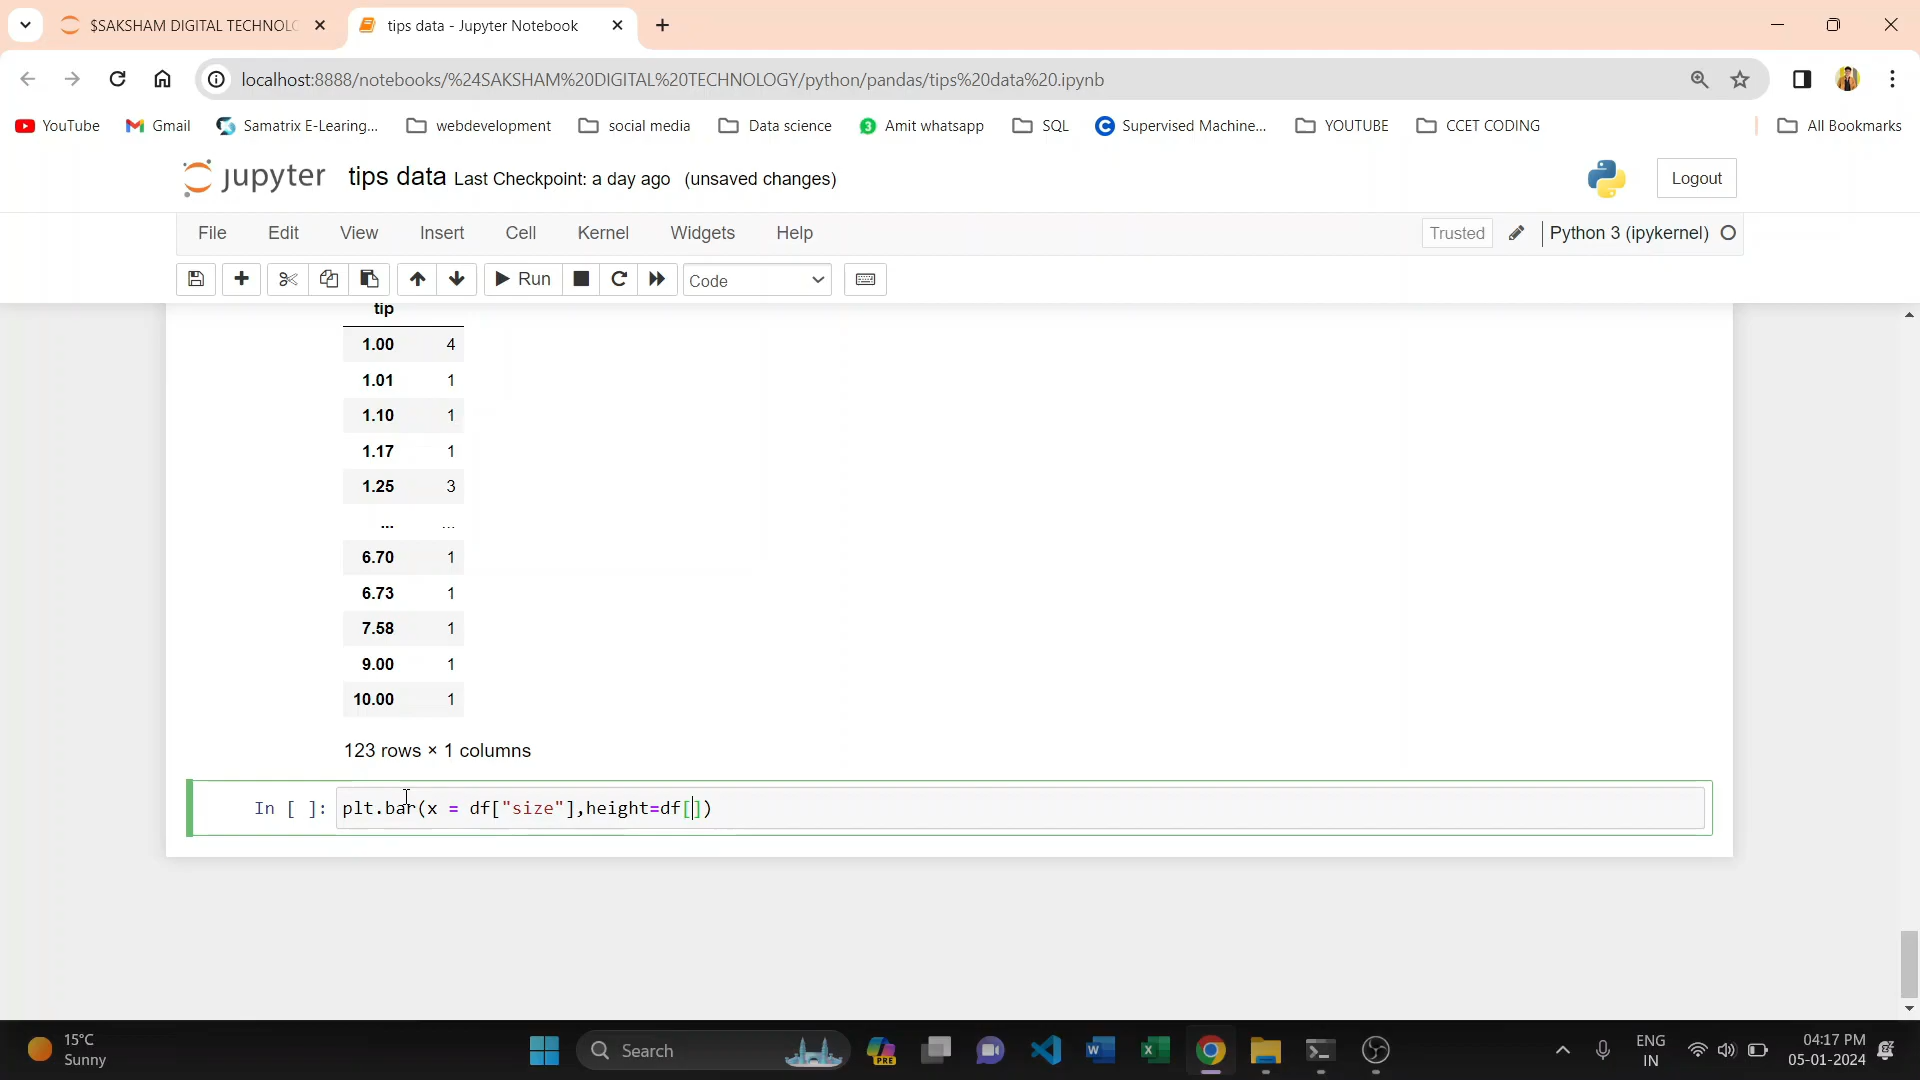 $SAKSHAM DIGITAL TECHNOLO
tips data - Jupyter Notebook
localhost:8888/notebooks/%24SAKSHAM%20DIGITAL%20TECHNOLOGY/python/pandas/tips%20data%20.ipynb
YouTube
Gmail
Samatrix E-Learing...
webdevelopment
social media
Data science
3
Amit whatsapp
SQL
Supervised Machine...
YOUTUBE
CCET CODING
All Bookmarks
jupyter tips data Last Checkpoint: a day ago (unsaved changes)
Logout
File Edit View Insert Cell Kernel Widgets Help
Trusted
Python 3 (ipykernel)
Run
Code
tip
1.00 4
1.01 1
1.10 1
1.17 1
1.25 3
... ...
6.70 1
6.73 1
7.58 1
9.00 1
10.00 1
123 rows × 1 columns
In [ ]: plt.bar(x = df["size"],height=df[])
15°C
Sunny
Search
PRE
ENG
IN
04:17 PM
05-01-2024